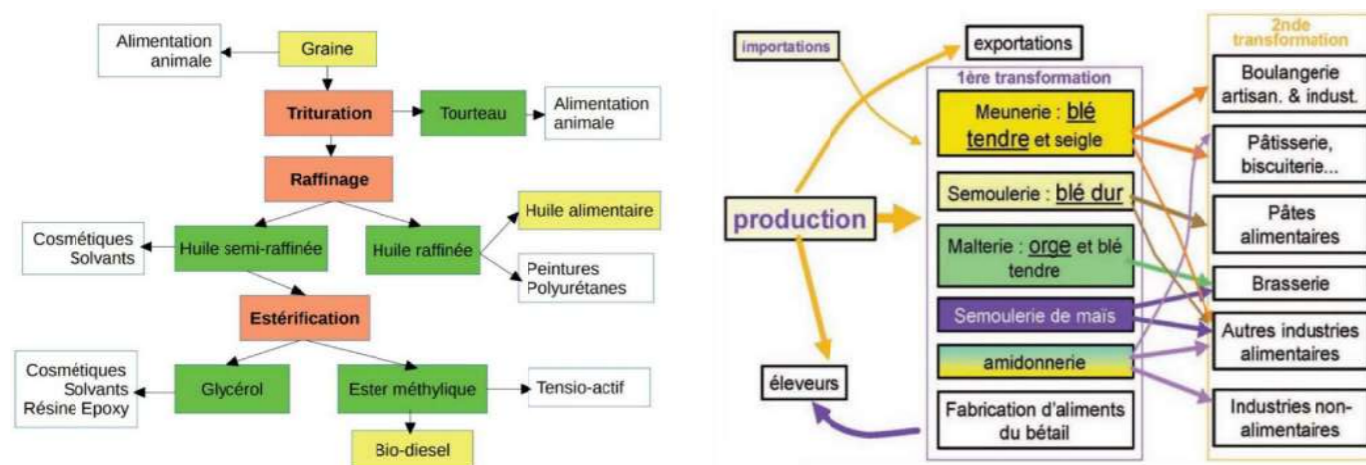 Alimentation
animale
Graine
Trituration
Tourteau
Alimentation
animale
Raffinage
Cosmétiques
Solvants
Huile semi-raffinée
Huile raffinée
Huile alimentaire
Peintures
Polyurétanes
Estérification
Cosmétiques
Solvants
Résine Epoxy
Glycérol
Ester méthylique
Tensio-actif
Bio-diesel
importations
exportations
production
éleveurs
1ère transformation
Meunerie : blé
tendre et seigle
Semoulerie : blé dur
Malterie : orge et blé
tendre
Semoulerie de maïs
amidonnerie
Fabrication d'aliments
du bétail
2nde
transformation
Boulangerie
artisan. & indust.
Pâtisserie,
biscuiterie...
Pâtes
alimentaires
Brasserie
Autres industries
alimentaires
Industries non-
alimentaires